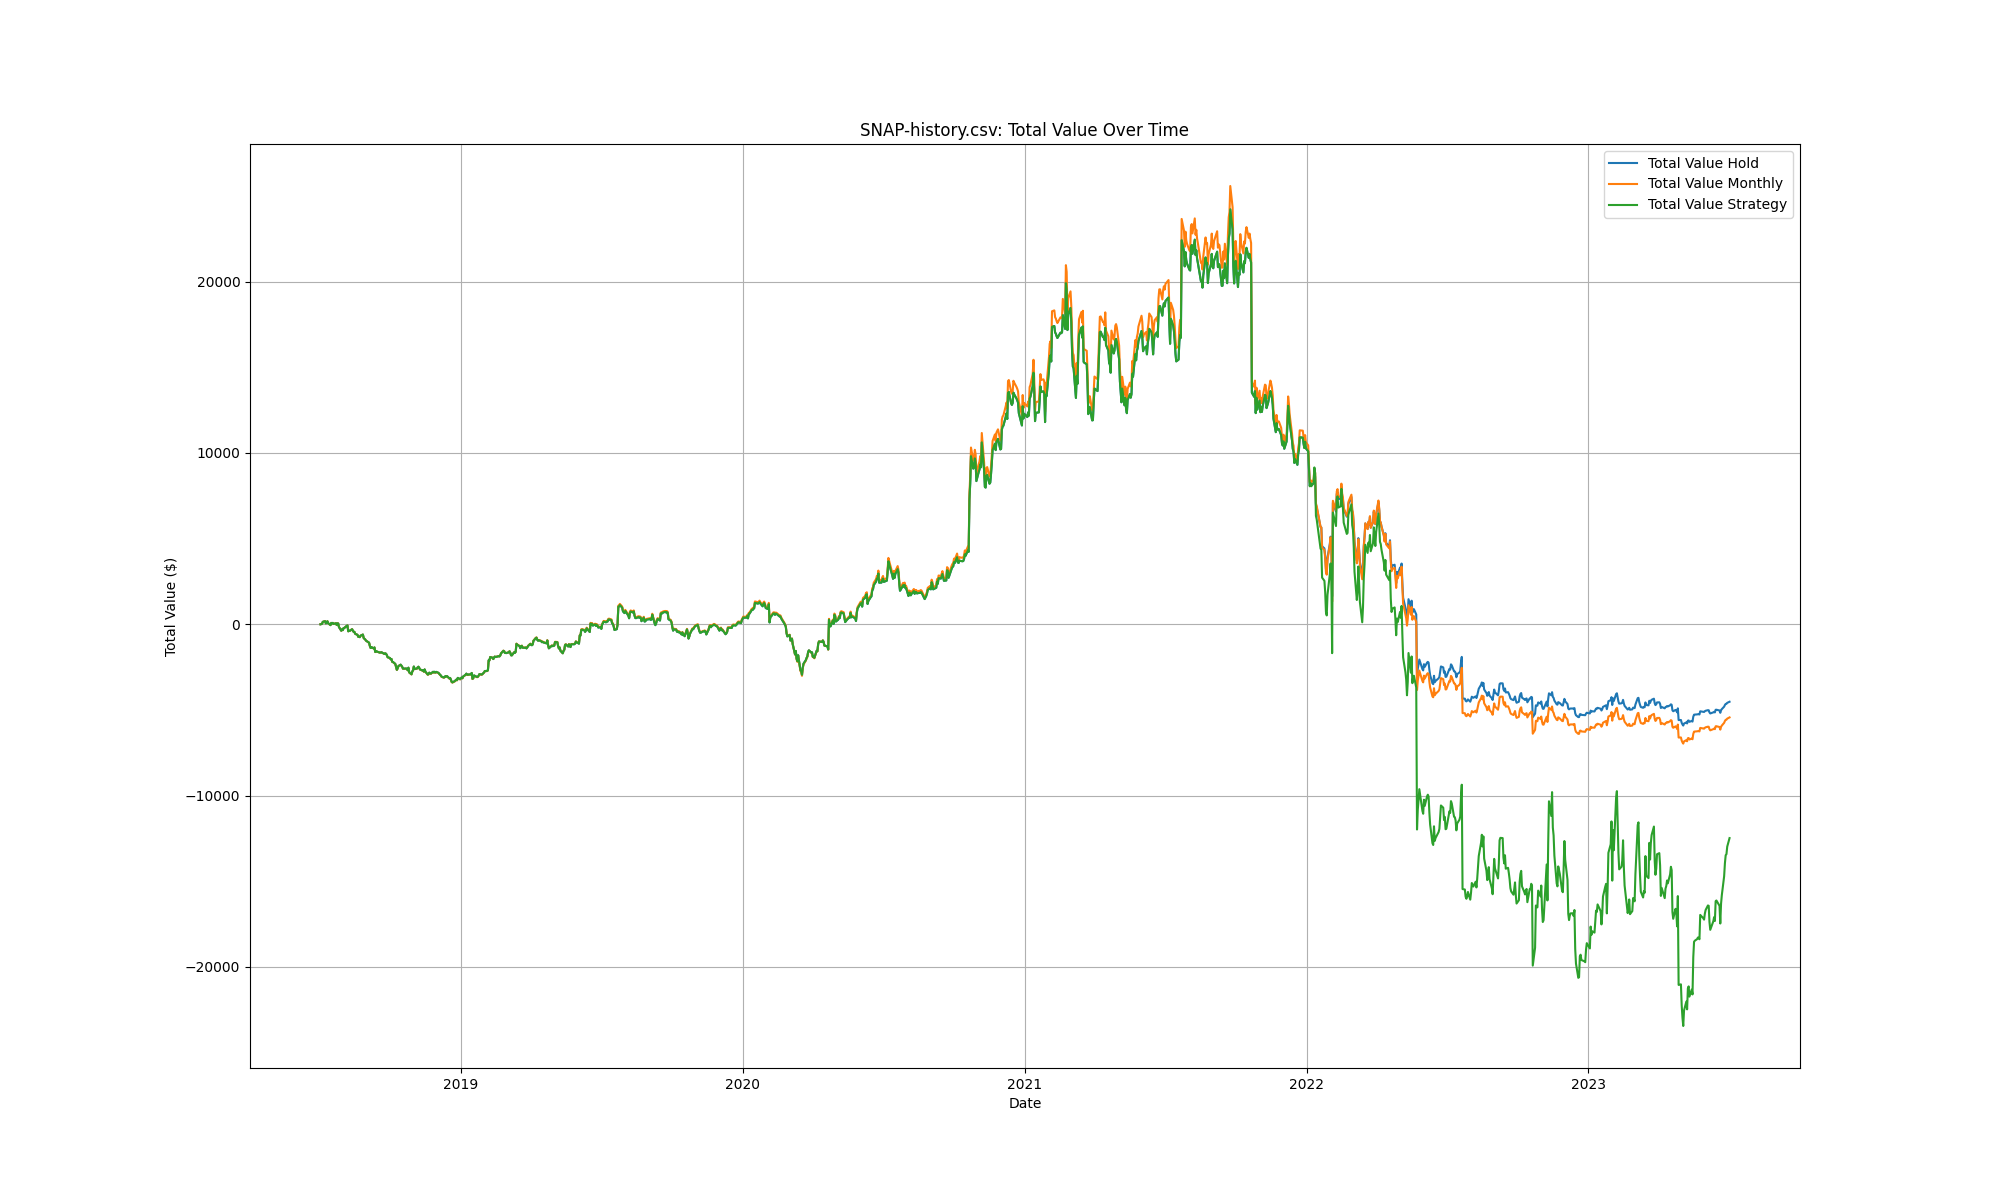 SNAP-history.csv: Total Value Over Time
Total Value Hold
Total Value Monthly
Total Value Strategy
Total Value ($)
20000
10000
0
−10000
−20000
2019
2020
2021
2022
2023
Date